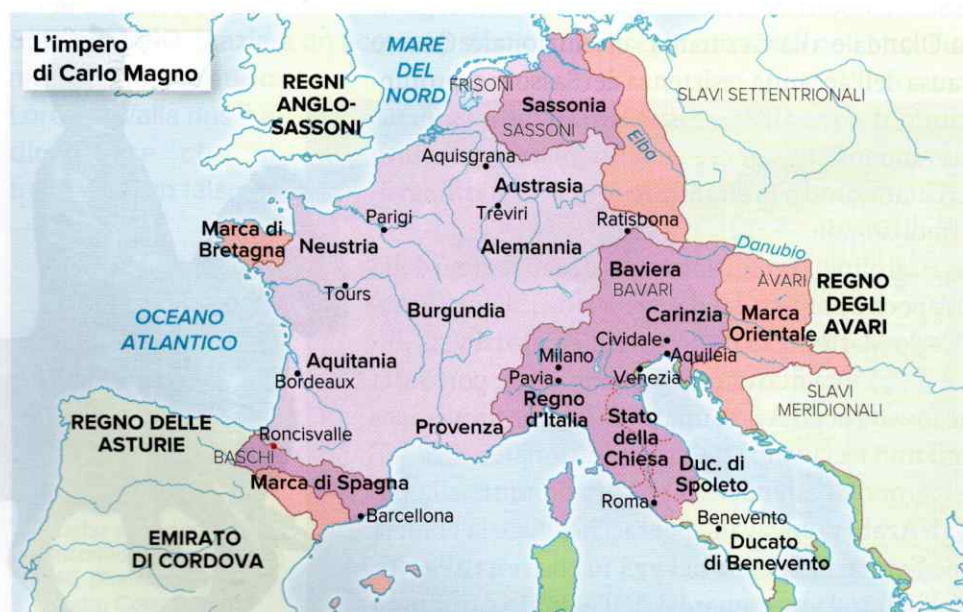 L'impero
di Carlo Magno
MARE
DEL
NORD
REGNI
ANGLO-
SASSONI
FRISONI
Sassonia
SASSONI
SLAVI SETTENTRIONALI
Elba
Aquisgrana
Austrasia
Treviri
Parigi
Ratisbona
Marca di
Bretagna
Neustria
Alemannia
Danubio
Baviera
BAVARI
ÀVARI
REGNO
DEGLI
AVARI
Tours
Burgundia
Carinzia
Marca
Orientale
OCEANO
ATLANTICO
Cividale
Milano
Aquileia
Aquitania
Bordeaux
Pavia
Venezia
SLAVI
MERIDIONALI
Regno
d'Italia
REGNO DELLE
ASTURIE
Provenza
Stato
della
Chiesa
Roncisvalle
BASCHI
Marca di Spagna
Duc. di
Spoleto
Roma
Barcellona
Benevento
EMIRATO
DI CORDOVA
Ducato
di Benevento